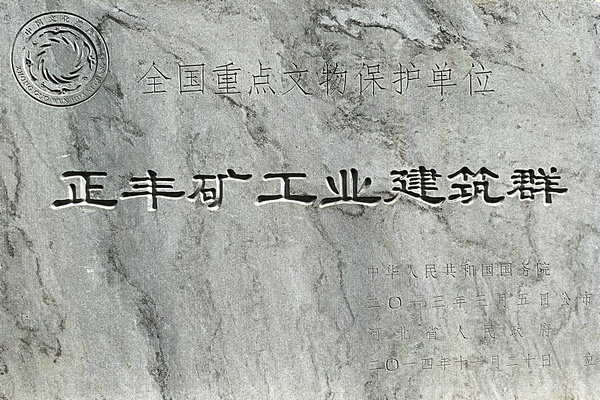 全国重点文物保护单位
正丰矿工业建筑群
中华人民共和国国务院
二〇一三年三月五日公布
河北省人民政府
二〇一四年十二月二十日 立